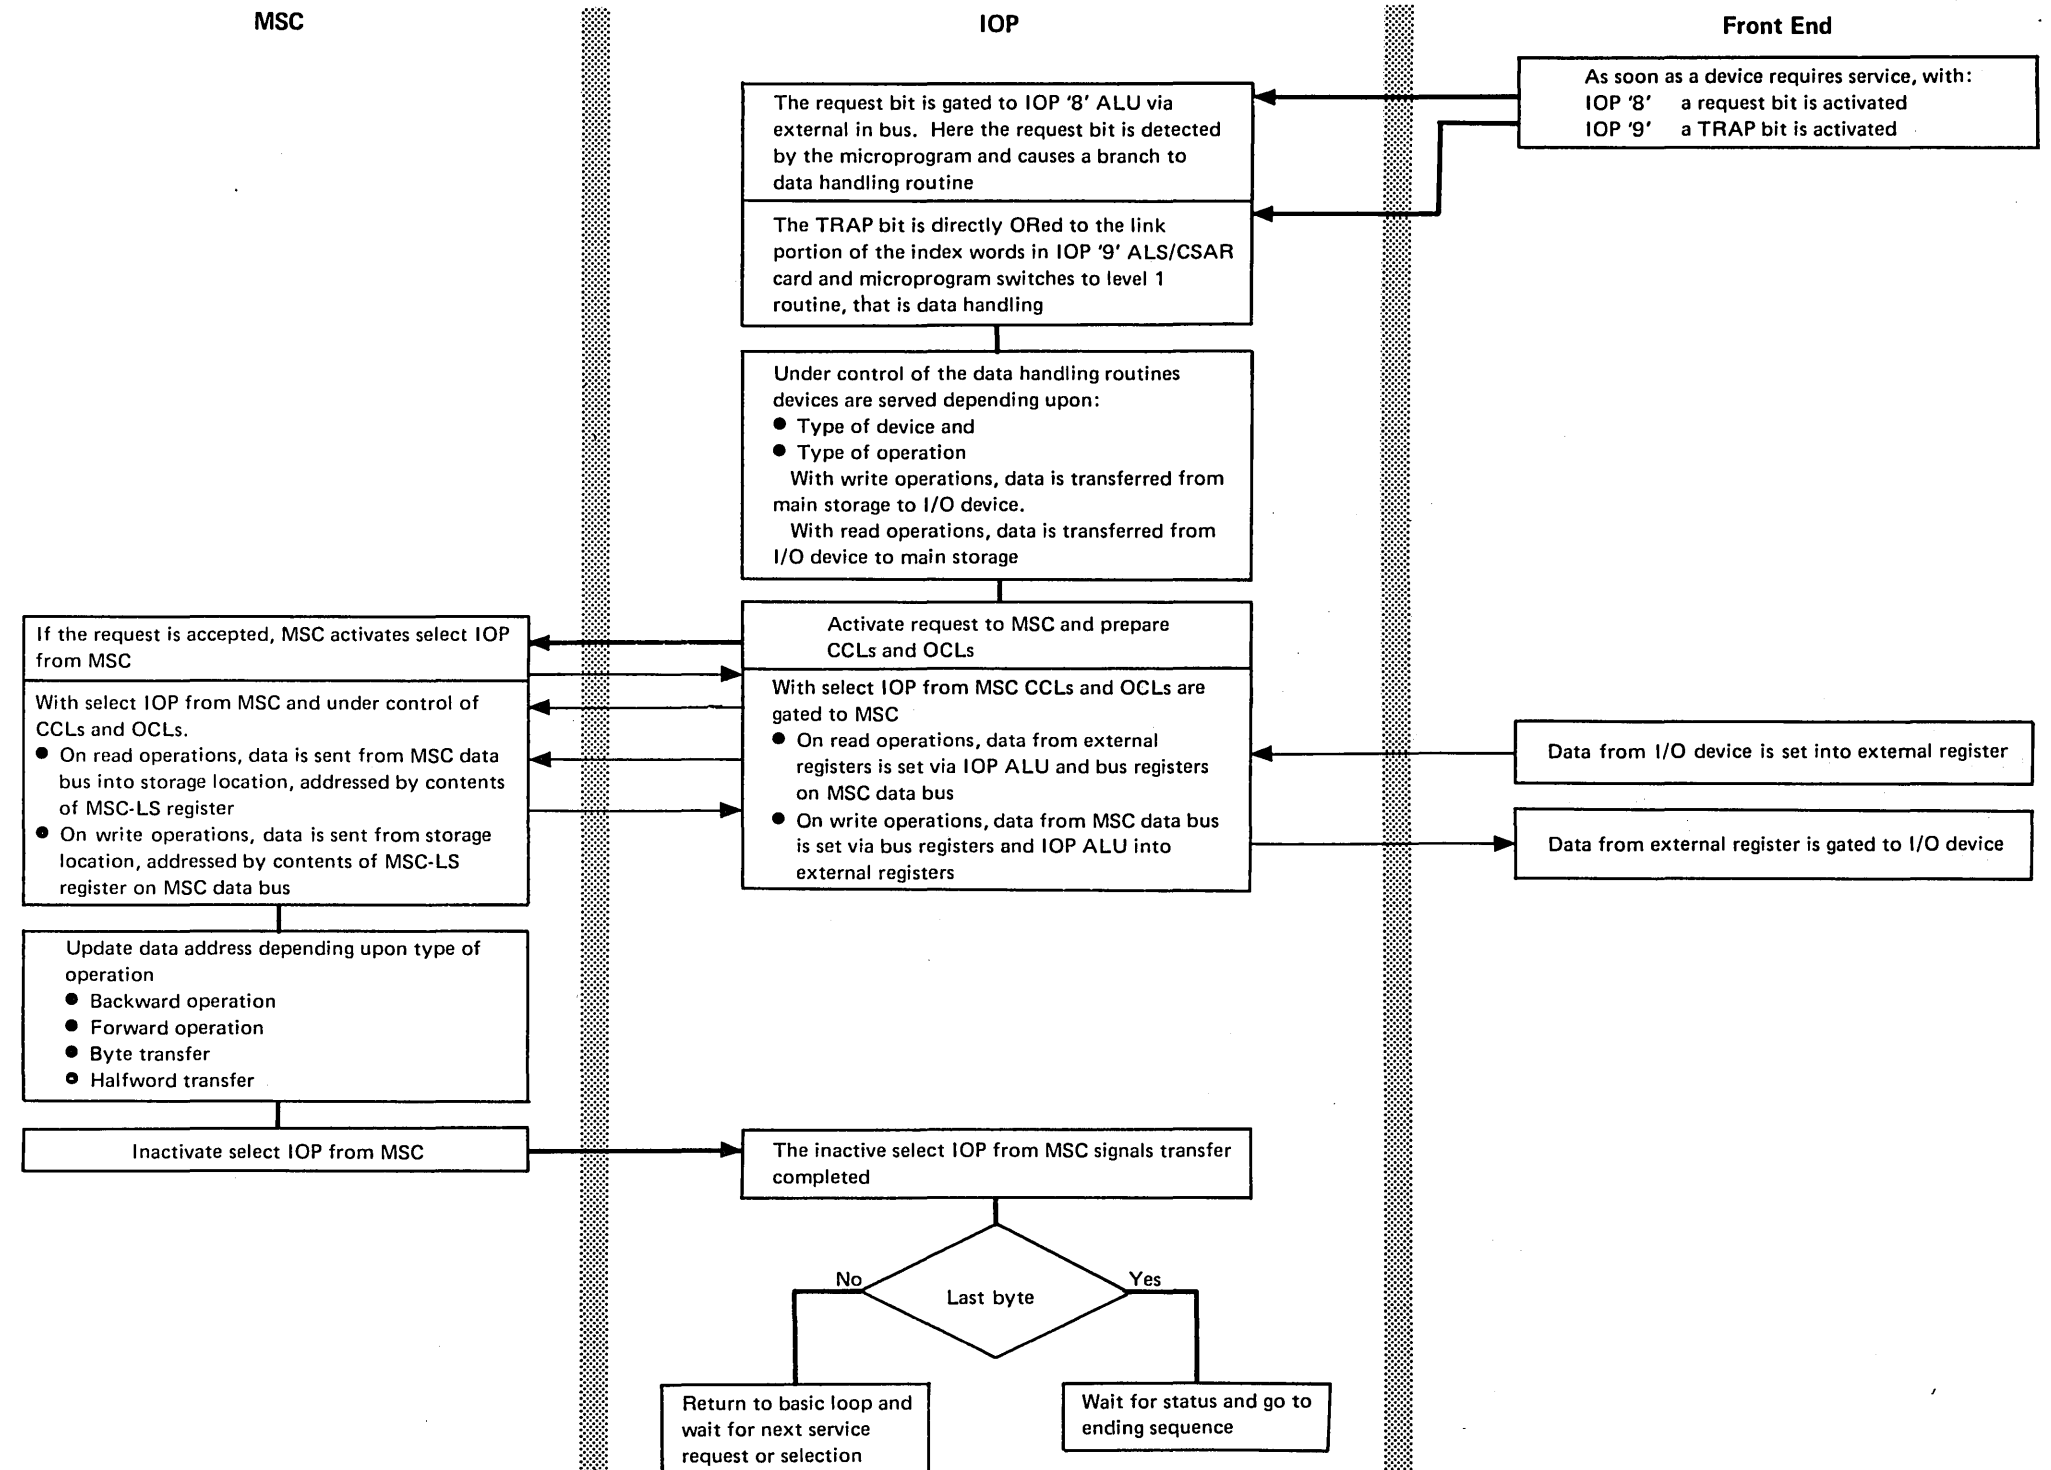 MSC
IOP
Front End
As soon as a device requires service, with:
IOP '8' a request bit is activated
IOP '9' a TRAP bit is activated
The request bit is gated to IOP '8' ALU via
external in bus. Here the request bit is detected
by the microprogram and causes a branch to
data handling routine
The TRAP bit is directly ORed to the link
portion of the index words in IOP '9' ALS/CSAR
card and microprogram switches to level 1
routine, that is data handling
Under control of the data handling routines
devices are served depending upon:
● Type of device and
● Type of operation
With write operations, data is transferred from
main storage to I/O device.
With read operations, data is transferred from
I/O device to main storage
If the request is accepted, MSC activates select IOP
from MSC
Activate request to MSC and prepare
CCLs and OCLs
With select IOP from MSC and under control of
CCLs and OCLs.
● On read operations, data is sent from MSC data
bus into storage location, addressed by contents
of MSC-LS register
● On write operations, data is sent from storage
location, addressed by contents of MSC-LS
register on MSC data bus
With select IOP from MSC CCLs and OCLs are
gated to MSC
● On read operations, data from external
registers is set via IOP ALU and bus registers
on MSC data bus
● On write operations, data from MSC data bus
is set via bus registers and IOP ALU into
external registers
Data from I/O device is set into external register
Data from external register is gated to I/O device
Update data address depending upon type of
operation
● Backward operation
● Forward operation
● Byte transfer
● Halfword transfer
Inactivate select IOP from MSC
The inactive select IOP from MSC signals transfer
completed
No
Yes
Last byte
Return to basic loop and
wait for next service
request or selection
Wait for status and go to
ending sequence